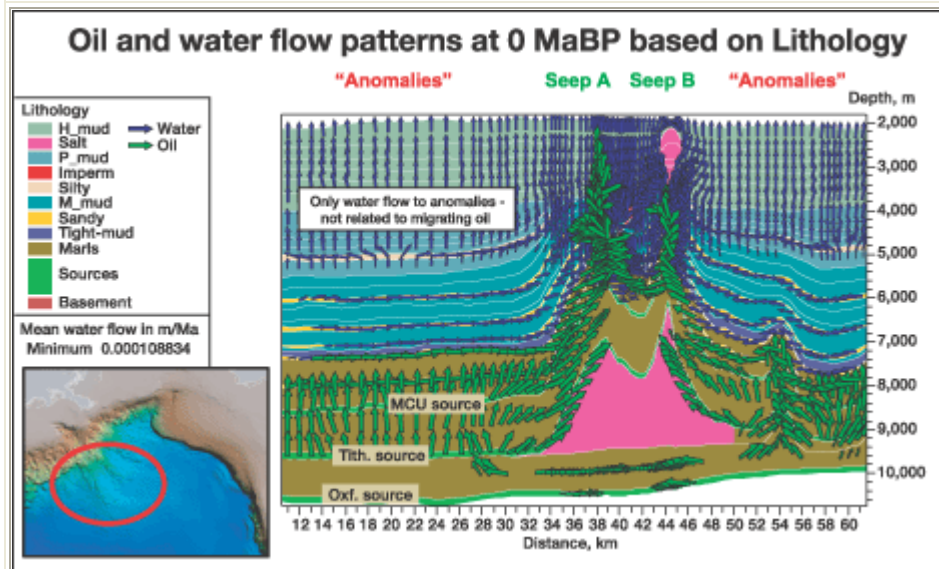 Oil and water flow patterns at 0 MaBP based on Lithology
"Anomalies" Seep A Seep B "Anomalies"
Depth, m
Lithology
H_mud
Salt
P_mud
Imperm
Silty
M_mud
Sandy
Tight-mud
Marls
Sources
Basement
Water
Oil
Mean water flow in m/Ma
Minimum 0.000108834
Only water flow to anomalies -
not related to migrating oil
MCU source
Tith. source
Oxf. source
2,000
3,000
4,000
5,000
6,000
7,000
8,000
9,000
10,000
12 14 16 18 20 22 24 26 28 30 32 34 36 38 40 42 44 46 48 50 52 54 56 58 60
Distance, km